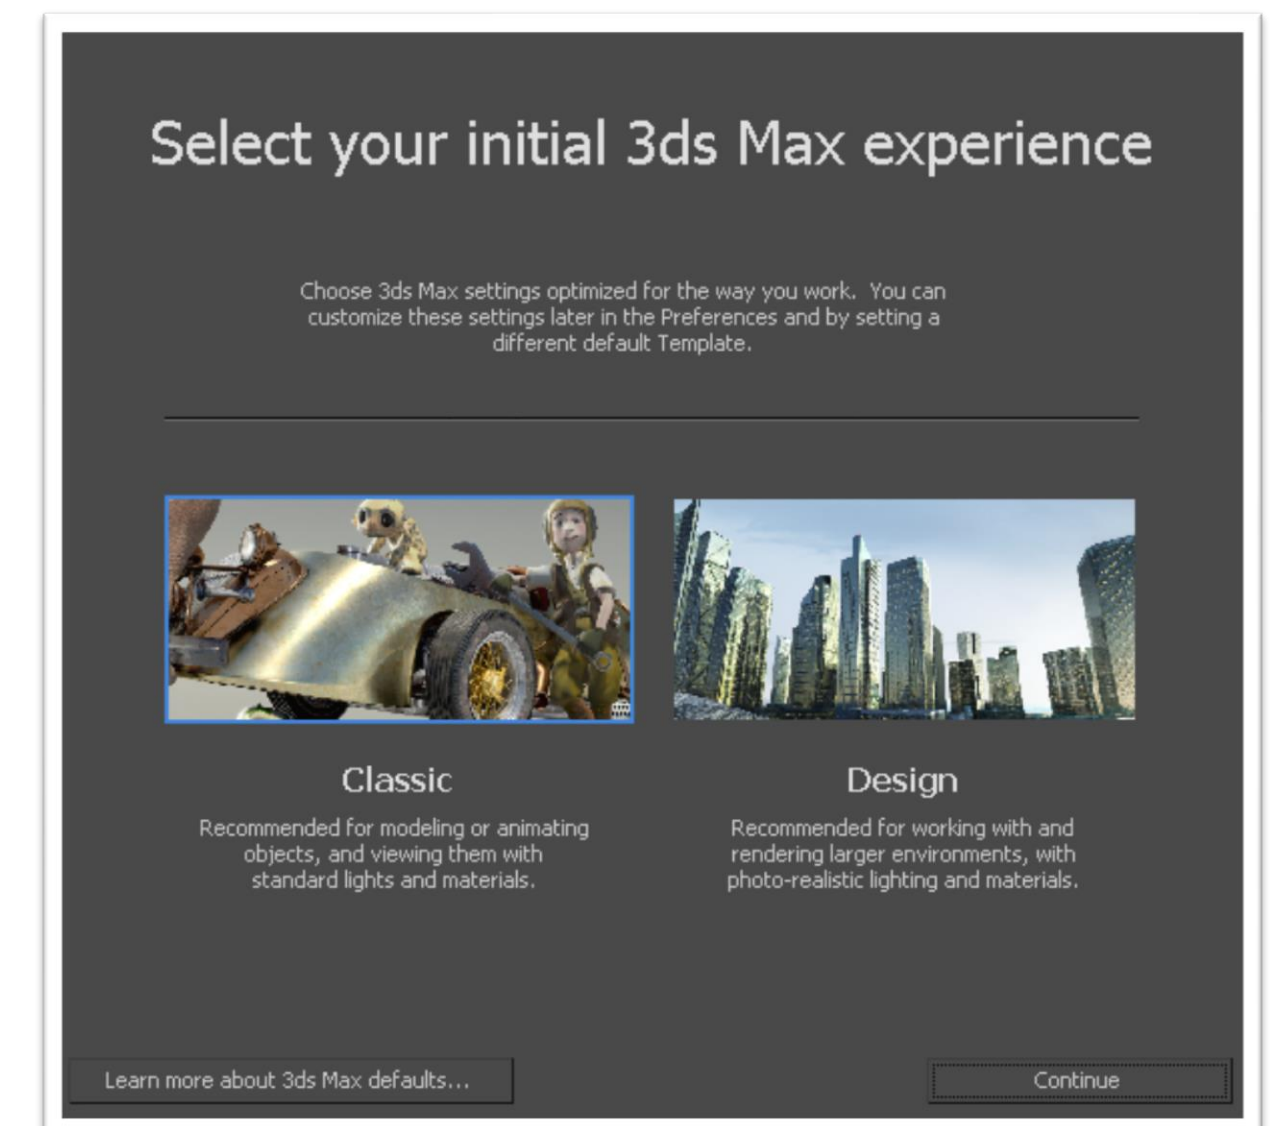 Select your initial 3ds Max experience
Choose 3ds Max settings optimized for the way you work.  You can
customize these settings later in the Preferences and by setting a
different default Template.
Classic
Recommended for modeling or animating
objects, and viewing them with
standard lights and materials.
Design
Recommended for working with and
rendering larger environments, with
photo-realistic lighting and materials.
Learn more about 3ds Max defaults...
Continue